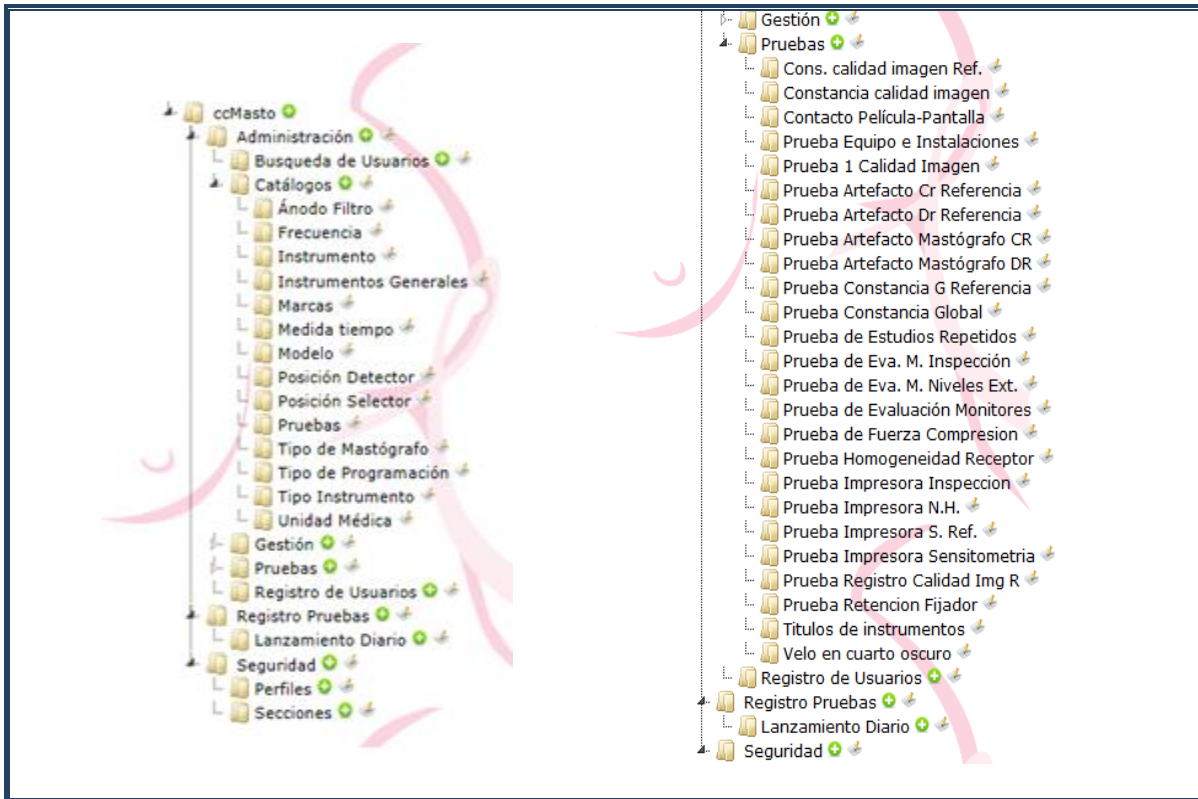 ccMasto
Administración
Busqueda de Usuarios
Catálogos
Ánodo Filtro
Frecuencia
Instrumento
Instrumentos Generales
Marcas
Medida tiempo
Modelo
Posición Detector
Posición Selector
Pruebas
Tipo de Mastógrafo
Tipo de Programación
Tipo Instrumento
Unidad Médica
Gestión
Pruebas
Registro de Usuarios
Registro Pruebas
Lanzamiento Diario
Seguridad
Perfiles
Secciones
Gestión
Pruebas
Cons. calidad imagen Ref.
Constancia calidad imagen
Contacto Película-Pantalla
Prueba Equipo e Instalaciones
Prueba 1 Calidad Imagen
Prueba Artefacto Cr Referencia
Prueba Artefacto Dr Referencia
Prueba Artefacto Mastógrafo CR
Prueba Artefacto Mastógrafo DR
Prueba Constancia G Referencia
Prueba Constancia Global
Prueba de Estudios Repetidos
Prueba de Eva. M. Inspección
Prueba de Eva. M. Niveles Ext.
Prueba de Evaluación Monitores
Prueba de Fuerza Compresion
Prueba Homogeneidad Receptor
Prueba Impresora Inspeccion
Prueba Impresora N.H.
Prueba Impresora S. Ref.
Prueba Impresora Sensitometria
Prueba Registro Calidad Img R
Prueba Retencion Fijador
Titulos de instrumentos
Velo en cuarto oscuro
Registro de Usuarios
Registro Pruebas
Lanzamiento Diario
Seguridad